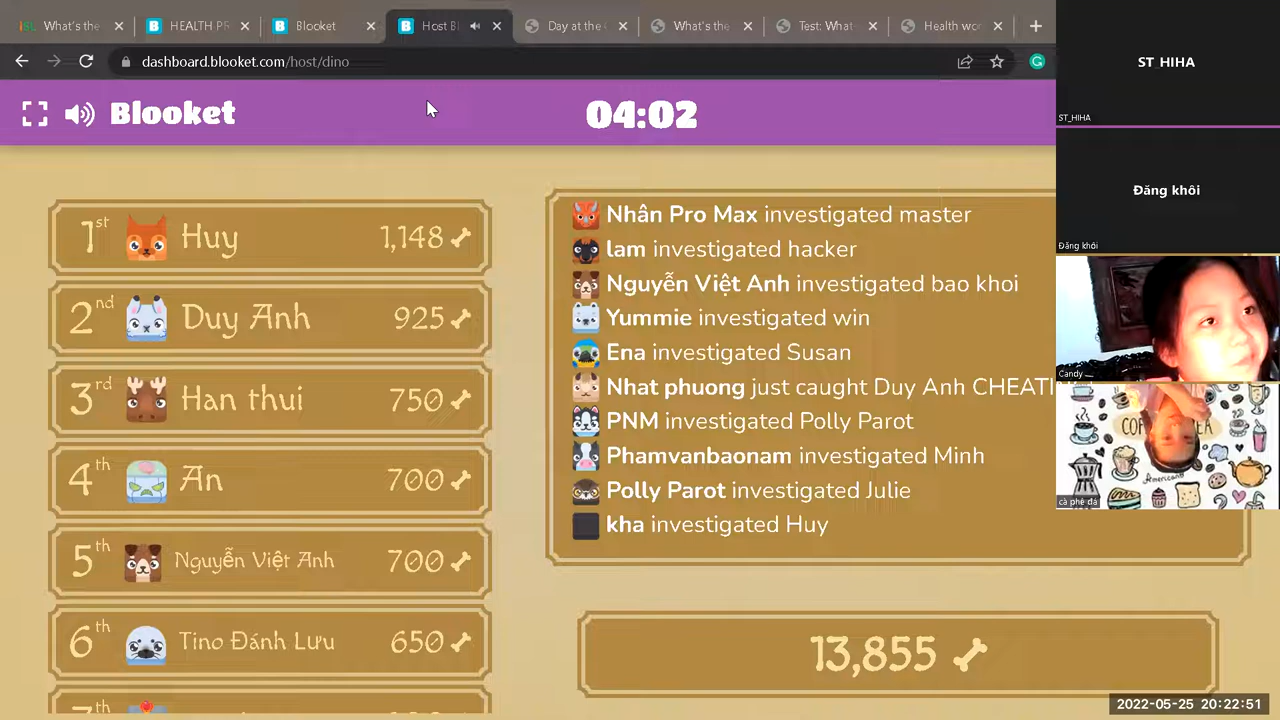 What's the
HEALTH PR
Blooket
Host Bl
Day at the
What's the
Test: What
Health wor
dashboard.blooket.com/host/dino
Blooket
04:02
1st Huy 1,148
2nd Duy Anh 925
3rd Han thui 750
4th An 700
5th Nguyễn Việt Anh 700
6th Tino Đánh Lưu 650
7th
Nhân Pro Max investigated master
lam investigated hacker
Nguyễn Việt Anh investigated bao khoi
Yummie investigated win
Ena investigated Susan
Nhat phuong just caught Duy Anh CHEATI
PNM investigated Polly Parot
Phamvanbaonam investigated Minh
Polly Parot investigated Julie
kha investigated Huy
13,855
ST HIHA
ST_HIHA
Đăng khôi
Đăng khôi
Candy
Americano
cà phê đá
2022-05-25 20:22:51